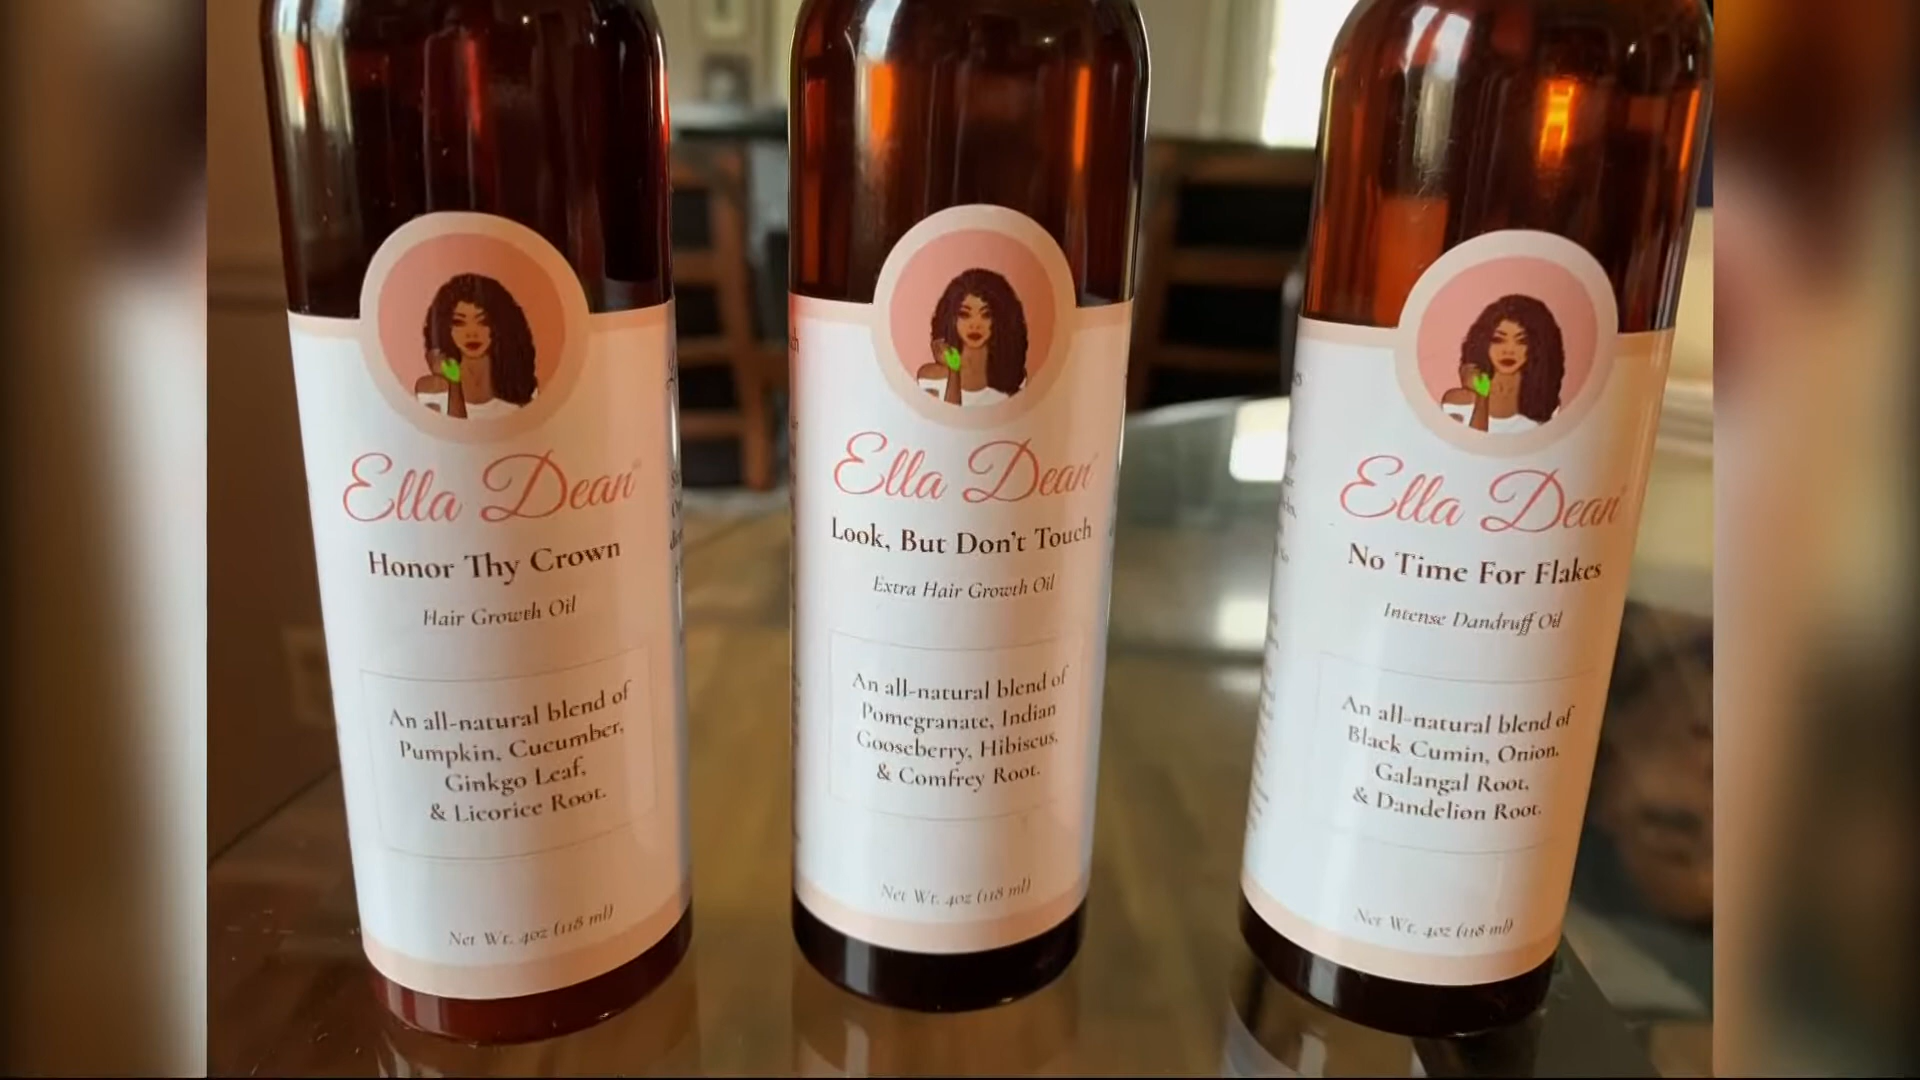 Ella Dean
Honor Thy Crown
Hair Growth Oil
An all-natural blend of
Pumpkin, Cucumber,
Ginkgo Leaf,
& Licorice Root.
Net Wt. 4oz (118 ml)
Ella Dean
Look, But Don't Touch
Extra Hair Growth Oil
An all-natural blend of
Pomegranate, Indian
Gooseberry, Hibiscus,
& Comfrey Root.
Net Wt. 4oz (118 ml)
Ella Dean
No Time For Flakes
Intense Dandruff Oil
An all-natural blend of
Black Cumin, Onion,
Galangal Root,
& Dandelion Root.
Net Wt. 4oz (118 ml)